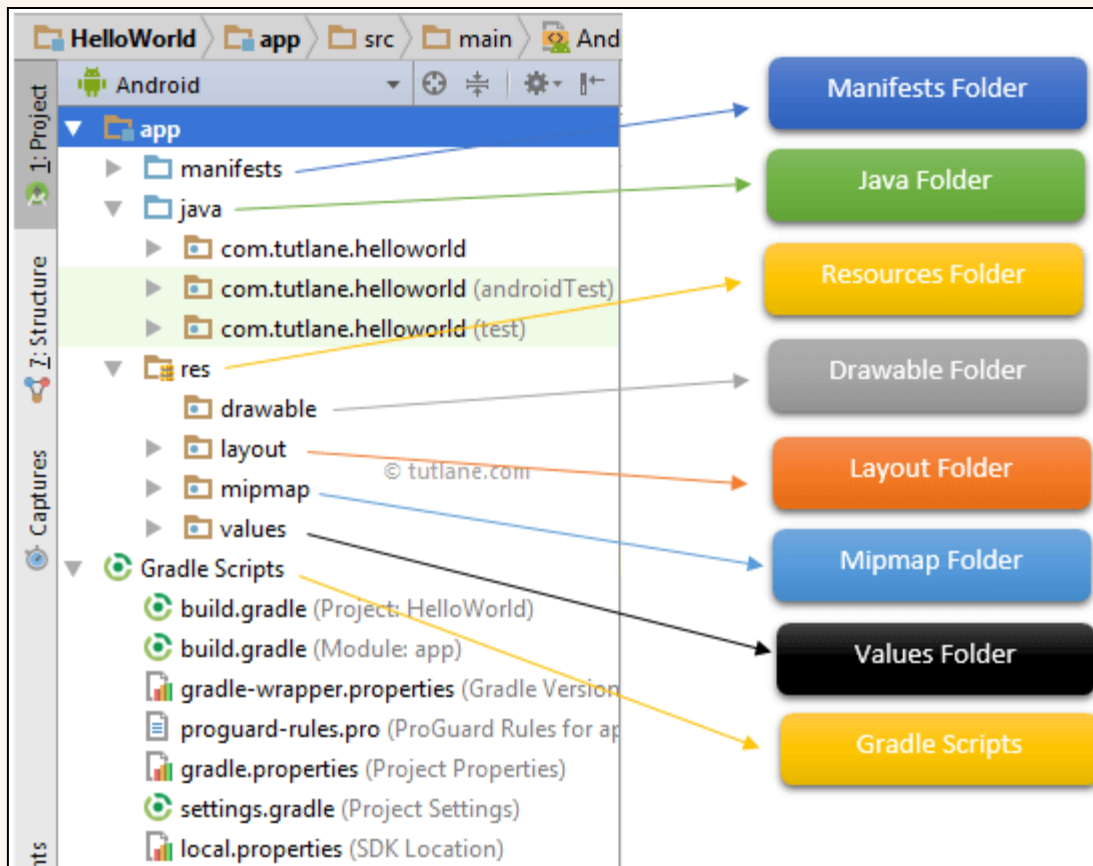 HelloWorld app src main And
Android
1: Project
7: Structure
Captures
nts
app
manifests
java
com.tutlane.helloworld
com.tutlane.helloworld (androidTest)
com.tutlane.helloworld (test)
res
drawable
layout
mipmap
values
© tutlane.com
Gradle Scripts
build.gradle (Project: HelloWorld)
build.gradle (Module: app)
gradle-wrapper.properties (Gradle Version
proguard-rules.pro (ProGuard Rules for ap
gradle.properties (Project Properties)
settings.gradle (Project Settings)
local.properties (SDK Location)
Manifests Folder
Java Folder
Resources Folder
Drawable Folder
Layout Folder
Mipmap Folder
Values Folder
Gradle Scripts